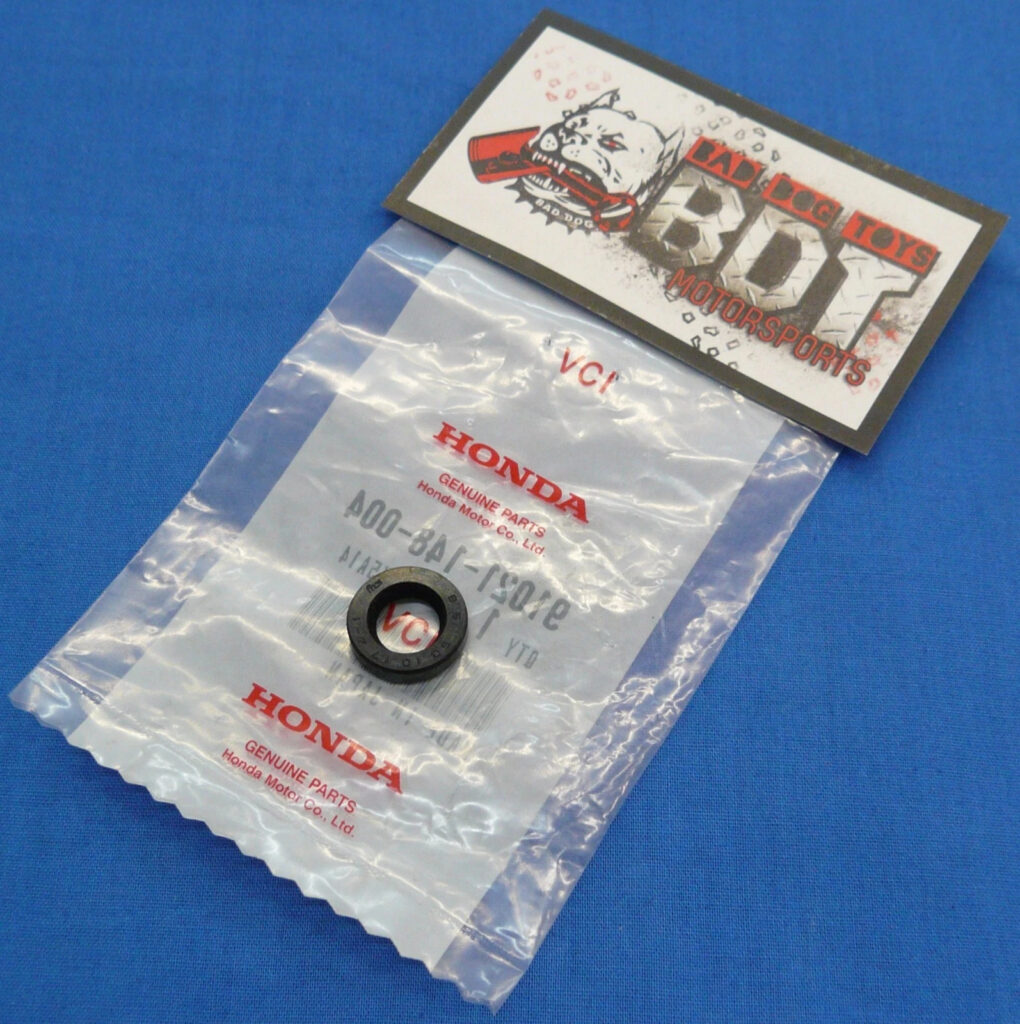 BAD DOG TOYS
BAD DOG
BDT
MOTORSPORTS
VCI
HONDA
GENUINE PARTS
Honda Motor Co., Ltd.
91021-148-004
QTY 1
VCI
HONDA
GENUINE PARTS
Honda Motor Co., Ltd.